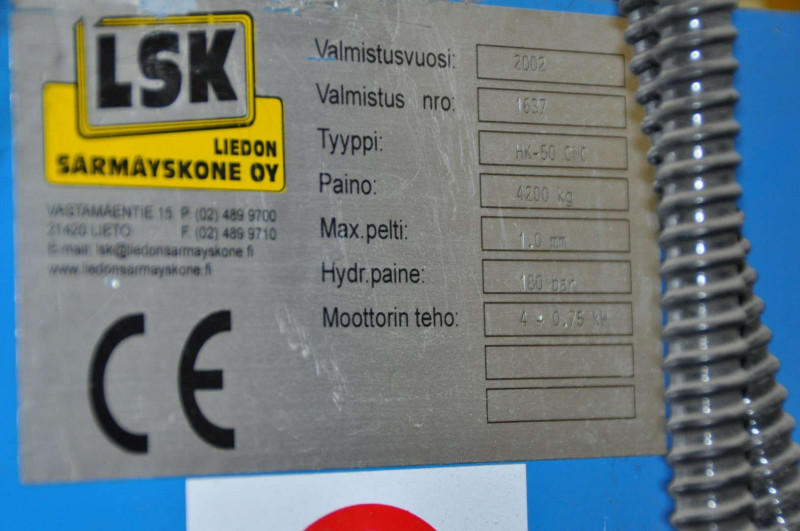 LSK
LIEDON
SÄRMÄYSKONE OY
VASTAMÄENTIE 15 P. (02) 489 9700
21420 LIETO F. (02) 489 9710
E-mail: lsk@liedonsarmayskone.fi
www.liedonsarmayskone.fi
CE
Valmistusvuosi: 2002
Valmistus nro: 1637
Tyyppi: HK-50 CNC
Paino: 4200 kg
Max.pelti: 1.0 mm
Hydr.paine: 180 bar
Moottorin teho: 4 + 0.75 kW